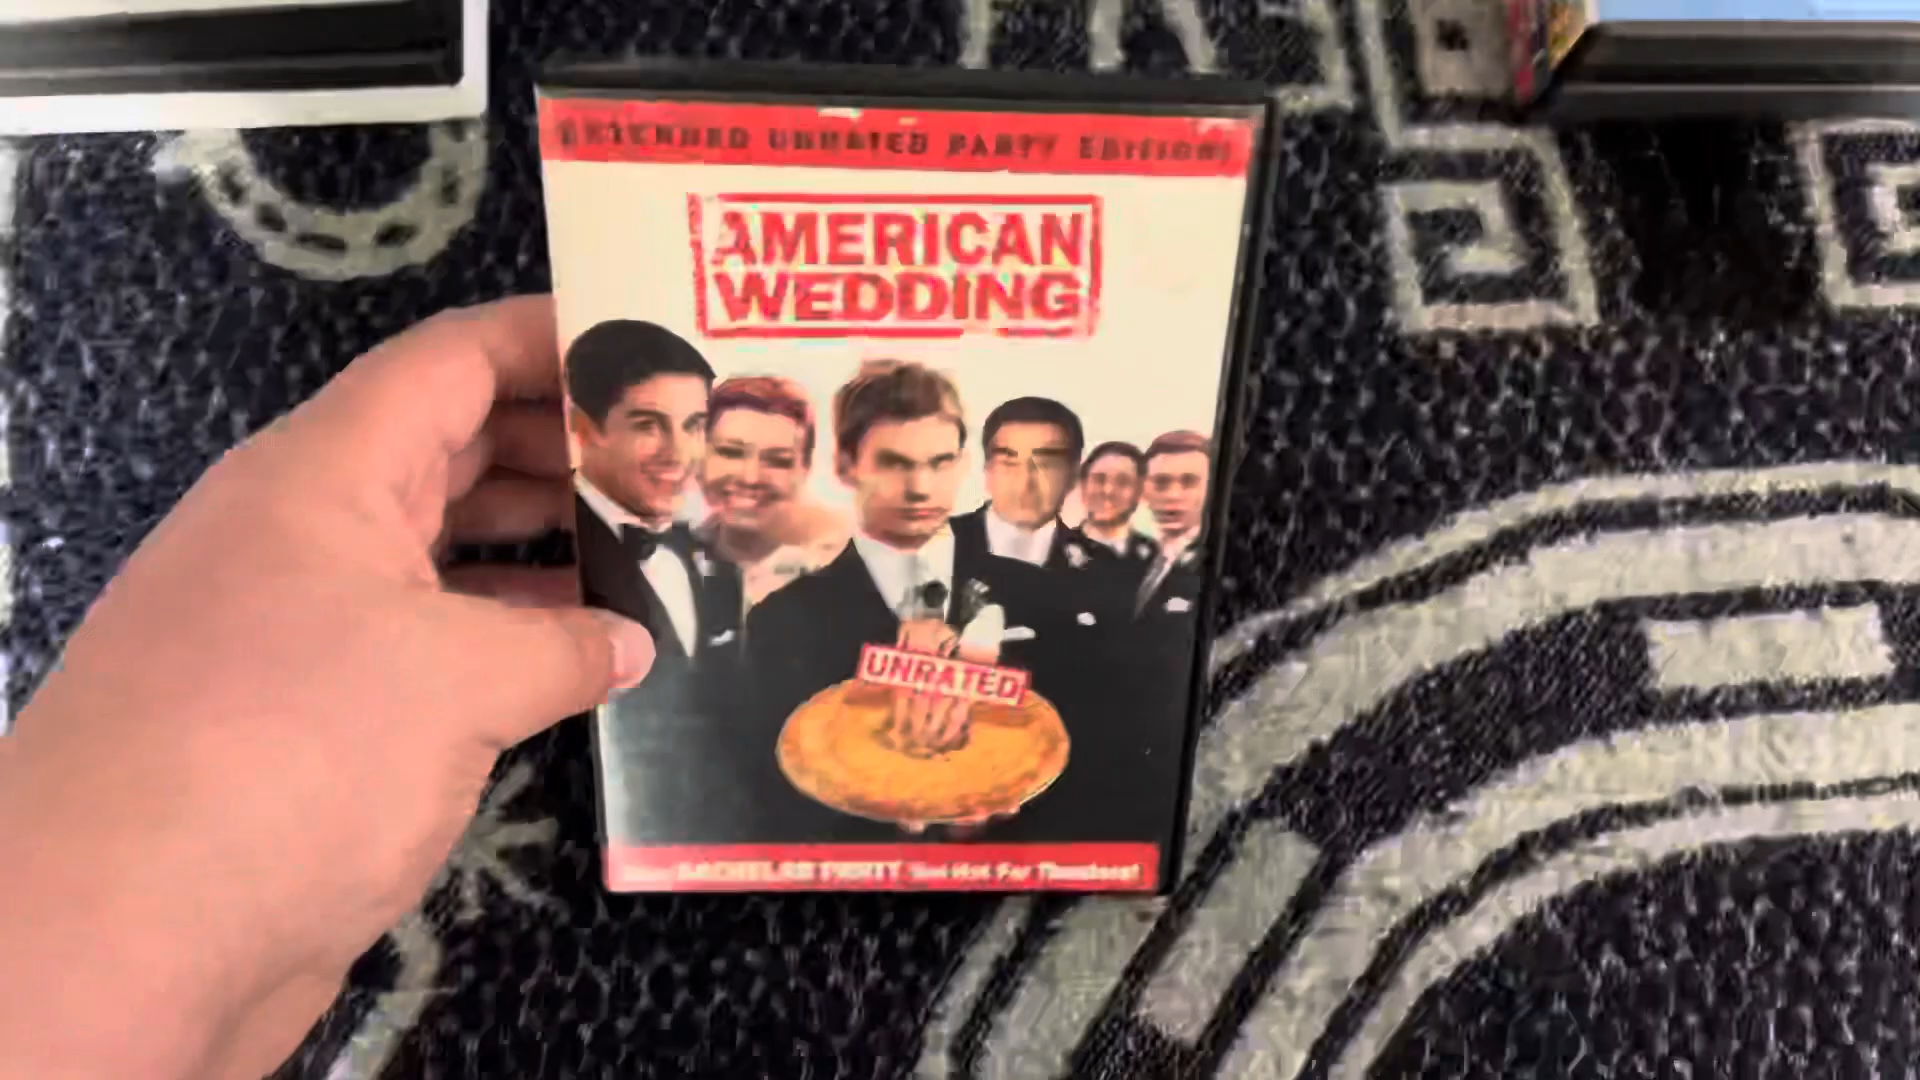 EXTENDED UNRATED PARTY EDITION!
AMERICAN
WEDDING
UNRATED
BACHELOR PARTY Too Hot For Theaters!